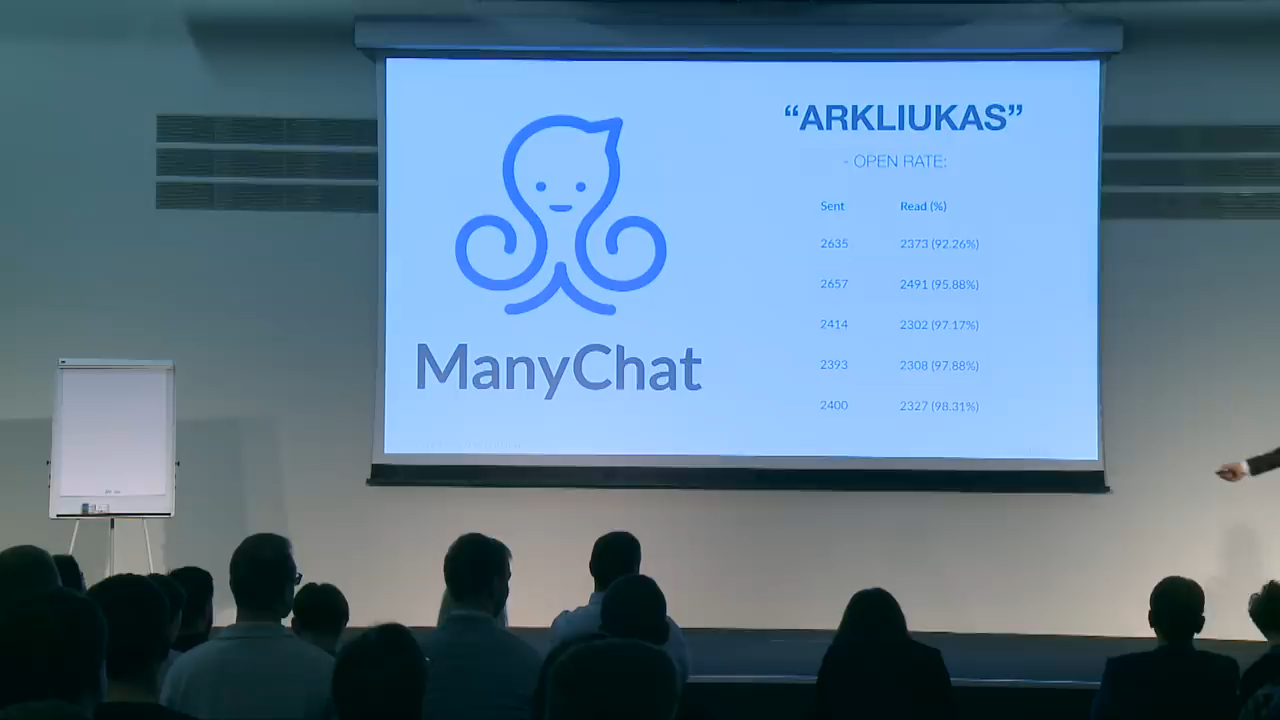 ManyChat
“ARKLIUKAS”
- OPEN RATE:
Sent Read (%)
2635 2373 (92.26%)
2657 2491 (95.88%)
2414 2302 (97.17%)
2393 2308 (97.88%)
2400 2327 (98.31%)